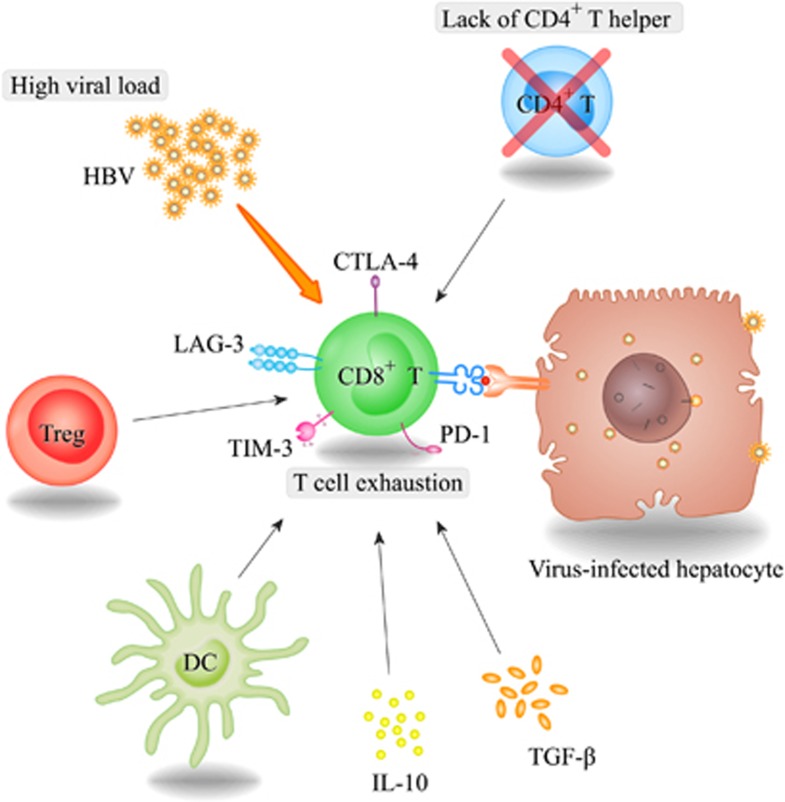 Lack of CD4⁺ T helper
High viral load
CD4⁺ T
HBV
CTLA-4
LAG-3
CD8⁺ T
Treg
TIM-3
PD-1
T cell exhaustion
Virus-infected hepatocyte
DC
IL-10
TGF-β